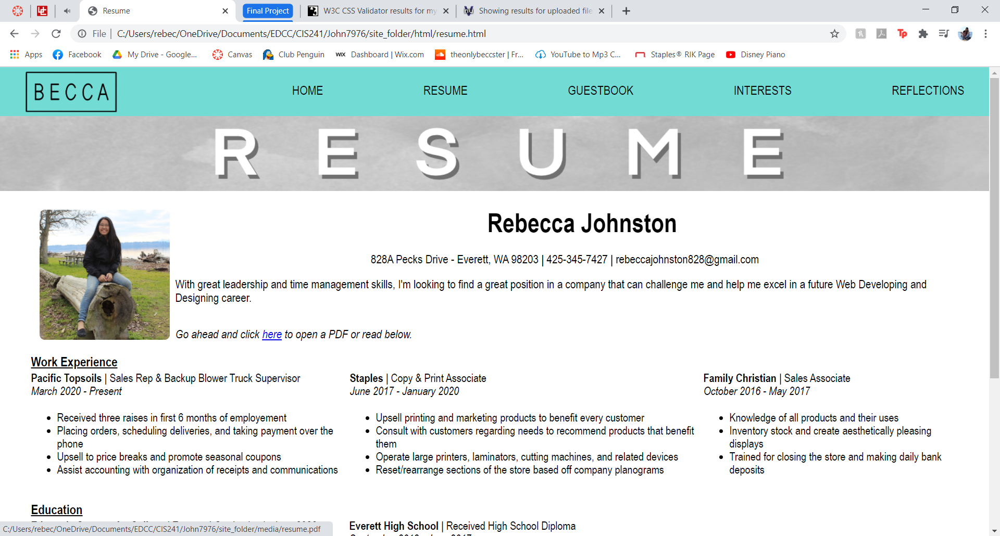 Resume
Final Project
W3C CSS Validator results for my
Showing results for uploaded file
File | C:/Users/rebec/OneDrive/Documents/EDCC/CIS241/John7976/site_folder/html/resume.html
Apps
Facebook
My Drive - Google...
Canvas
Club Penguin
WIX Dashboard | Wix.com
theonlybeccster | Fr...
YouTube to Mp3 C...
Staples® RIK Page
Disney Piano
BECCA
HOME
RESUME
GUESTBOOK
INTERESTS
REFLECTIONS
RESUME
Rebecca Johnston
828A Pecks Drive - Everett, WA 98203 | 425-345-7427 | rebeccajohnston828@gmail.com
With great leadership and time management skills, I'm looking to find a great position in a company that can challenge me and help me excel in a future Web Developing and
Designing career.
Go ahead and click here to open a PDF or read below.
Work Experience
Pacific Topsoils | Sales Rep & Backup Blower Truck Supervisor
March 2020 - Present
• Received three raises in first 6 months of employement
• Placing orders, scheduling deliveries, and taking payment over the
phone
• Upsell to price breaks and promote seasonal coupons
• Assist accounting with organization of receipts and communications
Staples | Copy & Print Associate
June 2017 - January 2020
• Upsell printing and marketing products to benefit every customer
• Consult with customers regarding needs to recommend products that benefit
them
• Operate large printers, laminators, cutting machines, and related devices
• Reset/rearrange sections of the store based off company planograms
Family Christian | Sales Associate
October 2016 - May 2017
• Knowledge of all products and their uses
• Inventory stock and create aesthetically pleasing
displays
• Trained for closing the store and making daily bank
deposits
Education
Everett High School | Received High School Diploma
C:/Users/rebec/OneDrive/Documents/EDCC/CIS241/John7976/site_folder/media/resume.pdf